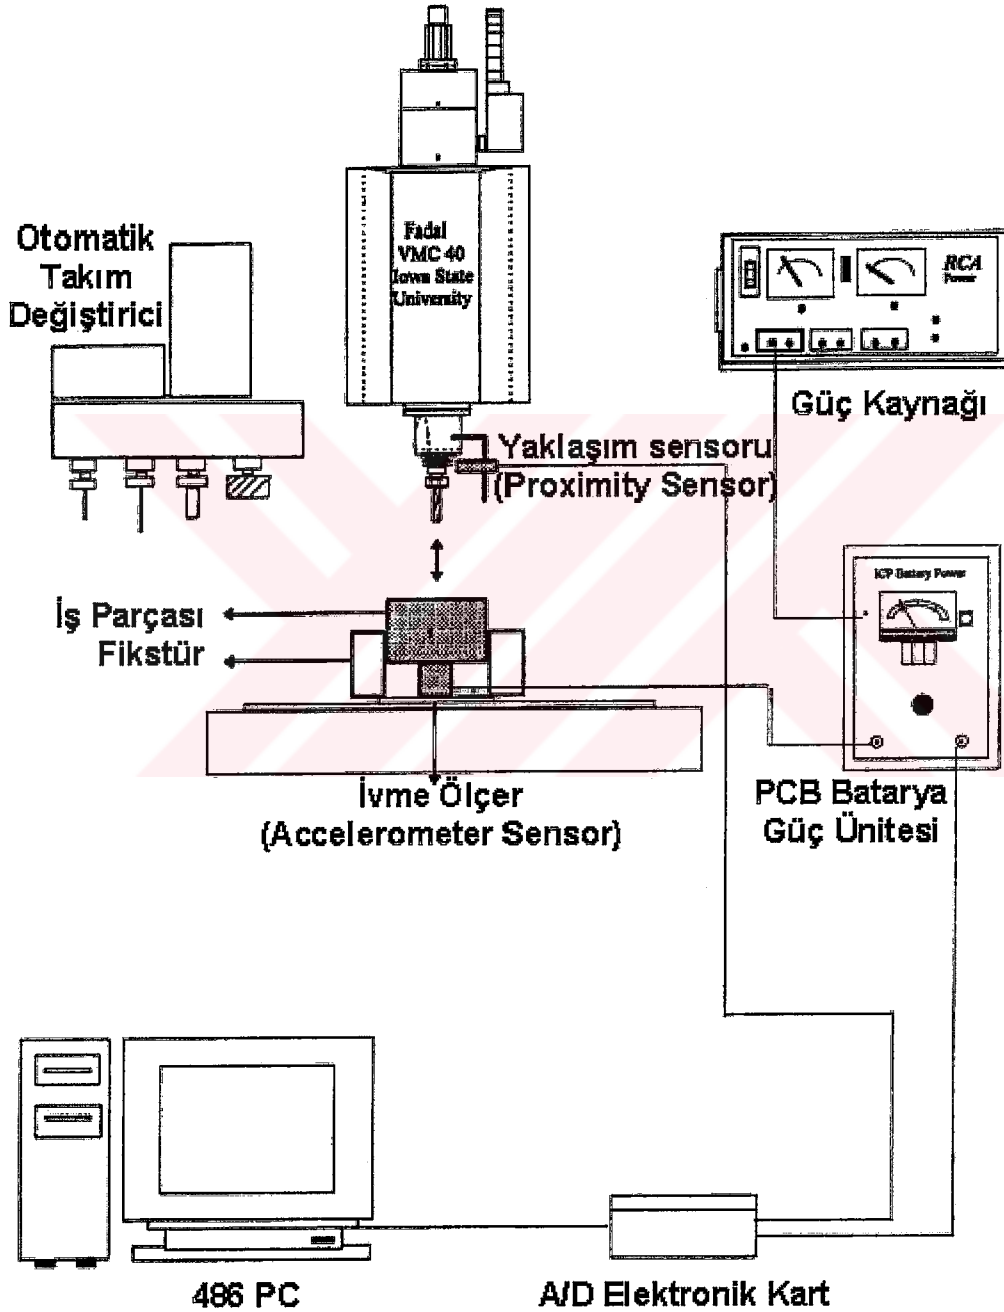 Fadal
VMC 40
Iowa State
University
Otomatik
Takım
Değiştirici
RCA
Power
Güç Kaynağı
Yaklaşım sensoru
(Proximity Sensor)
ICP Battary Power
İş Parçası
Fikstür
İvme Ölçer
(Accelerometer Sensor)
PCB Batarya
Güç Ünitesi
486 PC
A/D Elektronik Kart